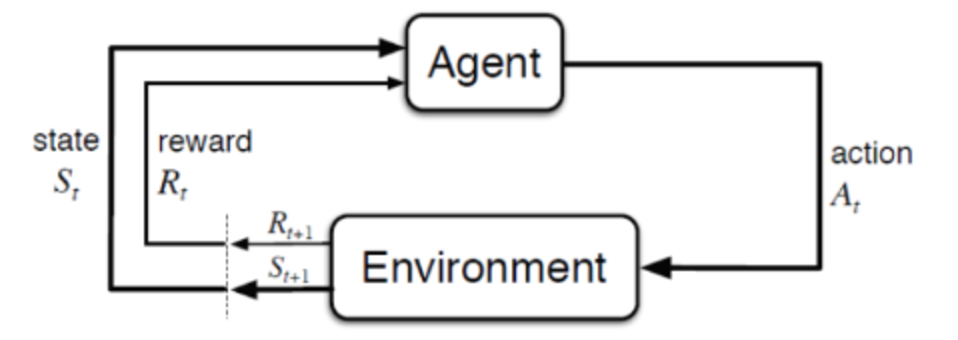 Agent
state
S_t
reward
R_t
action
A_t
R_{t+1}
S_{t+1}
Environment